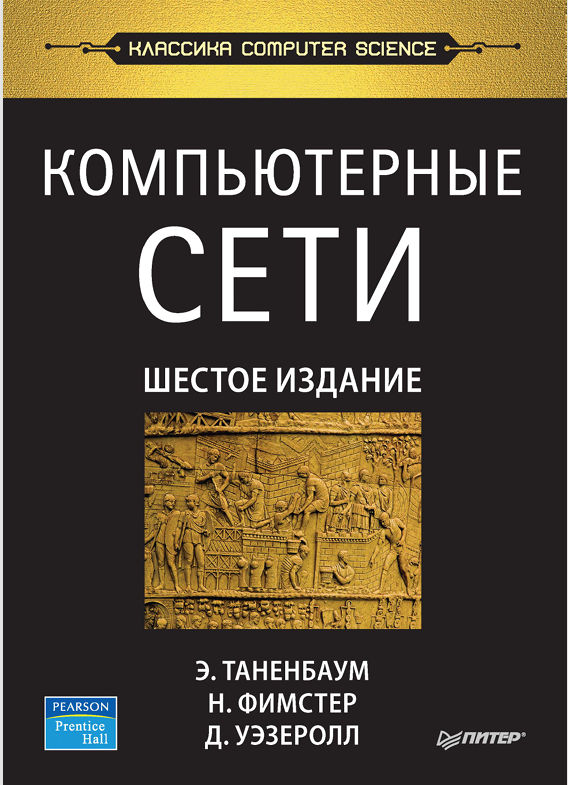 КЛАССИКА COMPUTER SCIENCE
КОМПЬЮТЕРНЫЕ
СЕТИ
ШЕСТОЕ ИЗДАНИЕ
Э. ТАНЕНБАУМ
Н. ФИМСТЕР
Д. УЭЗЕРОЛЛ
PEARSON
Prentice
Hall
ПИТЕР®